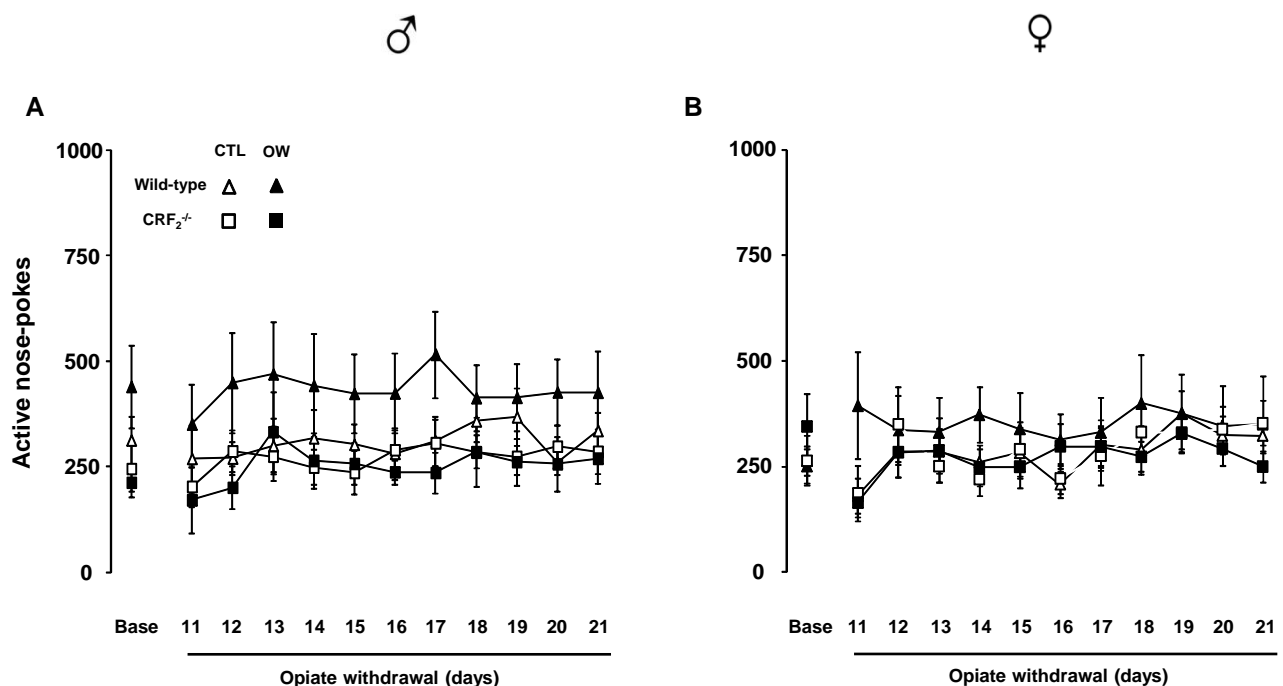 ♂ ♀
A B
CTL OW
Wild-type
CRF₂⁻/⁻
Active nose-pokes
1000
750
500
250
0
Base 11 12 13 14 15 16 17 18 19 20 21
Opiate withdrawal (days)
1000
750
500
250
0
Base 11 12 13 14 15 16 17 18 19 20 21
Opiate withdrawal (days)